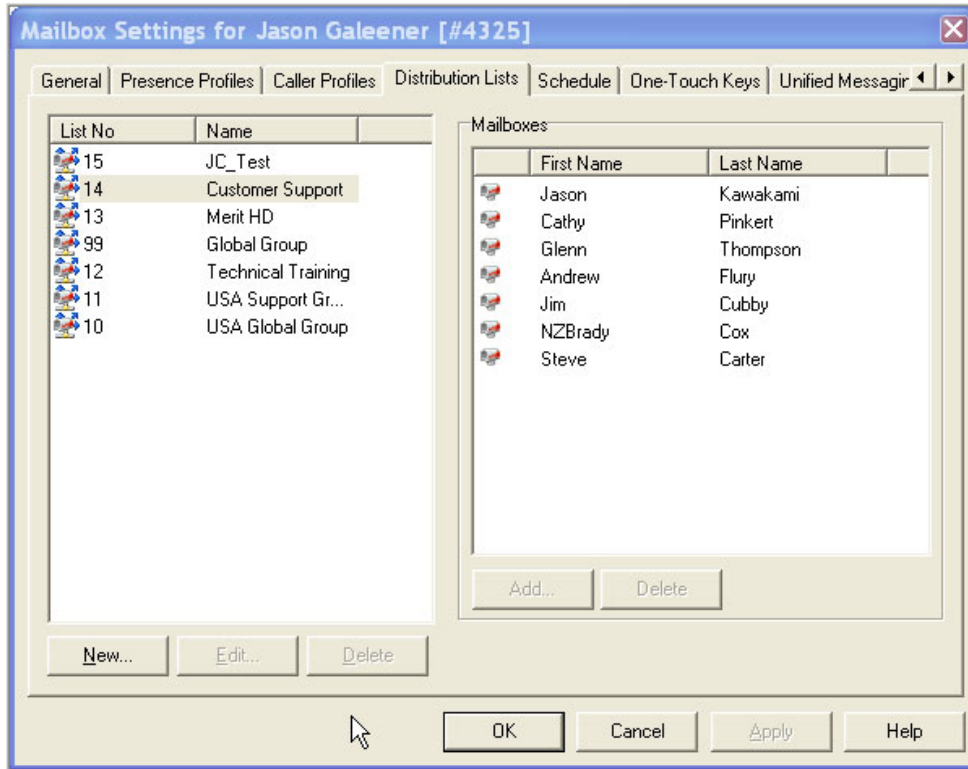 Mailbox Settings for Jason Galeener [#4325]
General Presence Profiles Caller Profiles Distribution Lists Schedule One-Touch Keys Unified Messagin
List No Name
15 JC_Test
14 Customer Support
13 Merit HD
99 Global Group
12 Technical Training
11 USA Support Gr...
10 USA Global Group
New... Edit... Delete
Mailboxes
First Name Last Name
Jason Kawakami
Cathy Pinkert
Glenn Thompson
Andrew Flury
Jim Cubby
NZBrady Cox
Steve Carter
Add... Delete
OK Cancel Apply Help